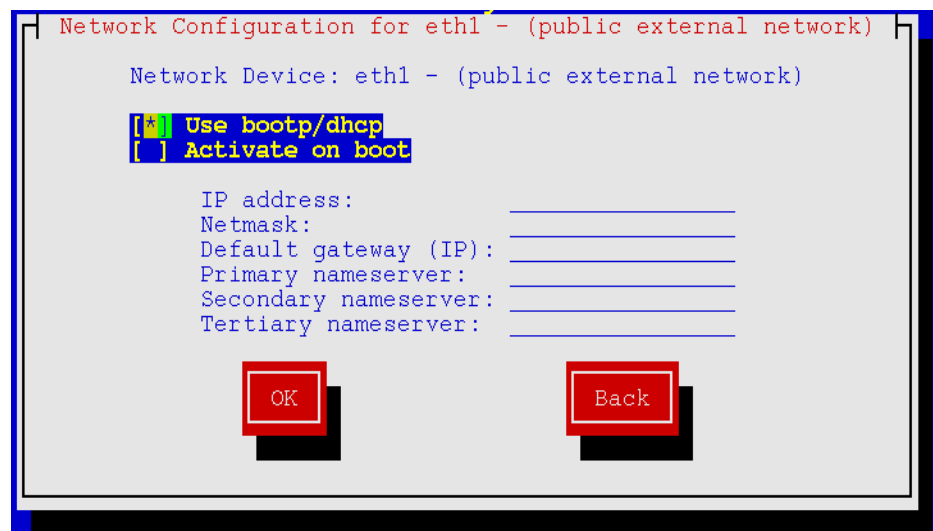 Network Configuration for eth1 - (public external network)
Network Device: eth1 - (public external network)
[*] Use bootp/dhcp
[ ] Activate on boot
IP address:
Netmask:
Default gateway (IP):
Primary nameserver:
Secondary nameserver:
Tertiary nameserver:
OK Back